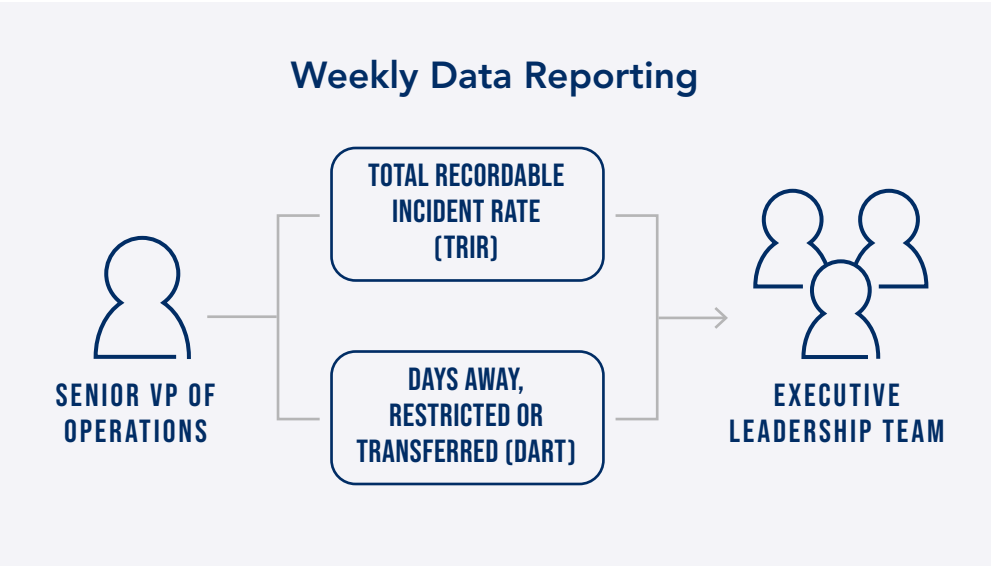 Weekly Data Reporting
TOTAL RECORDABLE
INCIDENT RATE
(TRIR)
SENIOR VP OF
OPERATIONS
DAYS AWAY,
RESTRICTED OR
TRANSFERRED (DART)
EXECUTIVE
LEADERSHIP TEAM